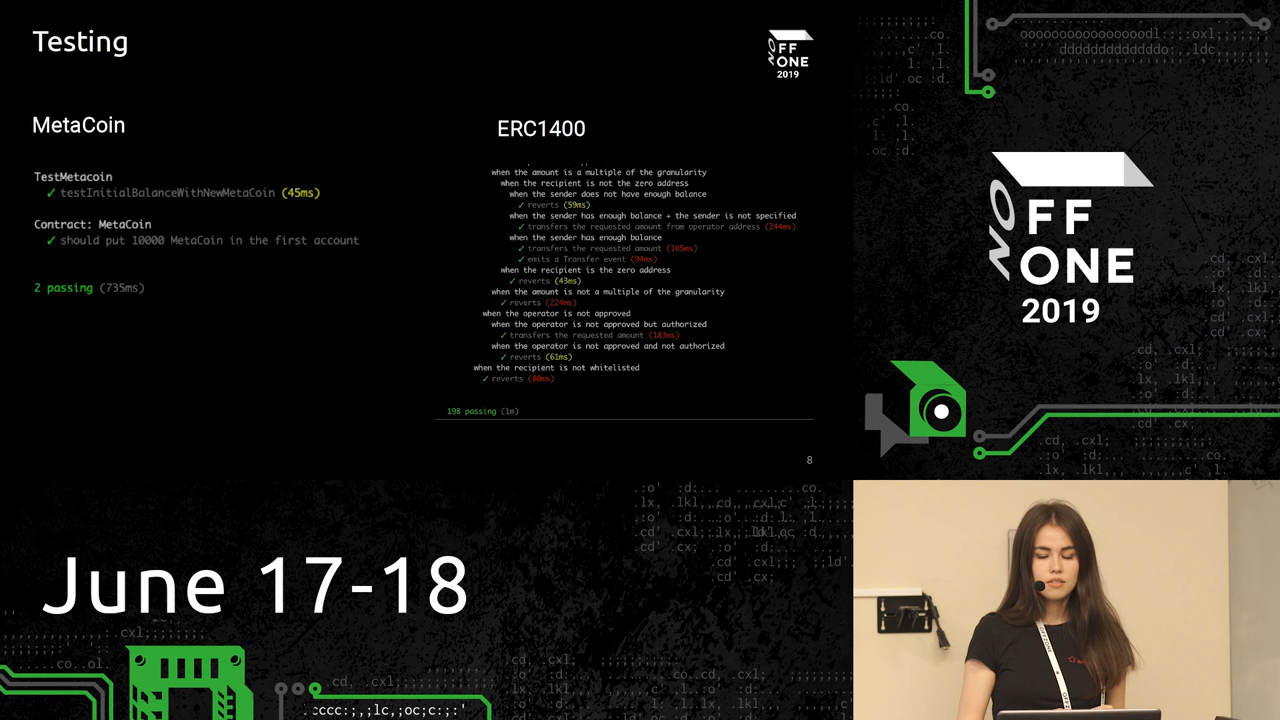 Testing
NO
OFF
ONE
2019
MetaCoin
TestMetacoin
✓ testInitialBalanceWithNewMetaCoin (45ms)
Contract: MetaCoin
✓ should put 10000 MetaCoin in the first account
2 passing (735ms)
ERC1400
when the amount is a multiple of the granularity
when the recipient is not the zero address
when the sender does not have enough balance
✓ reverts (59ms)
when the sender has enough balance + the sender is not specified
✓ transfers the requested amount from operator address (244ms)
when the sender has enough balance
✓ transfers the requested amount (165ms)
✓ emits a Transfer event (94ms)
when the recipient is the zero address
✓ reverts (43ms)
when the amount is not a multiple of the granularity
✓ reverts (224ms)
when the operator is not approved
when the operator is not approved but authorized
✓ transfers the requested amount (183ms)
when the operator is not approved and not authorized
✓ reverts (61ms)
when the recipient is not whitelisted
✓ reverts (80ms)
198 passing (1m)
8
NO
FF
ONE
2019
June 17-18